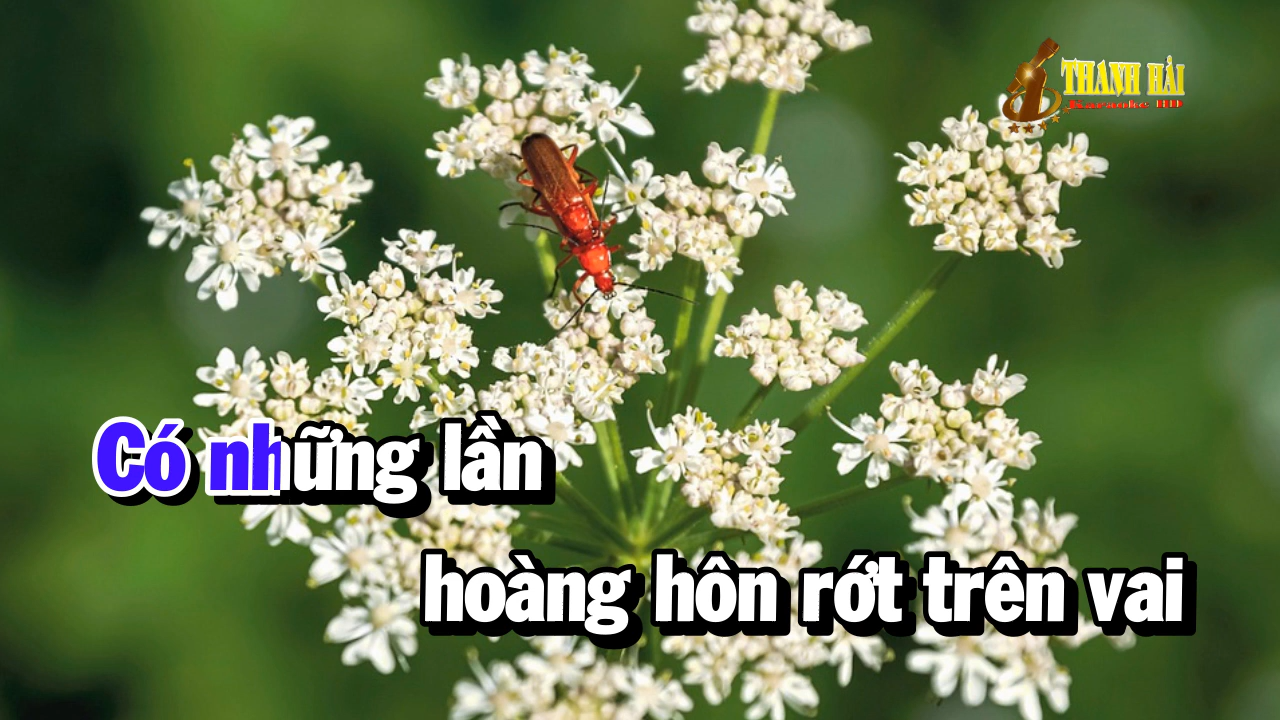 THANH HẢI
Karaoke HD
Có những lần
hoàng hôn rớt trên vai